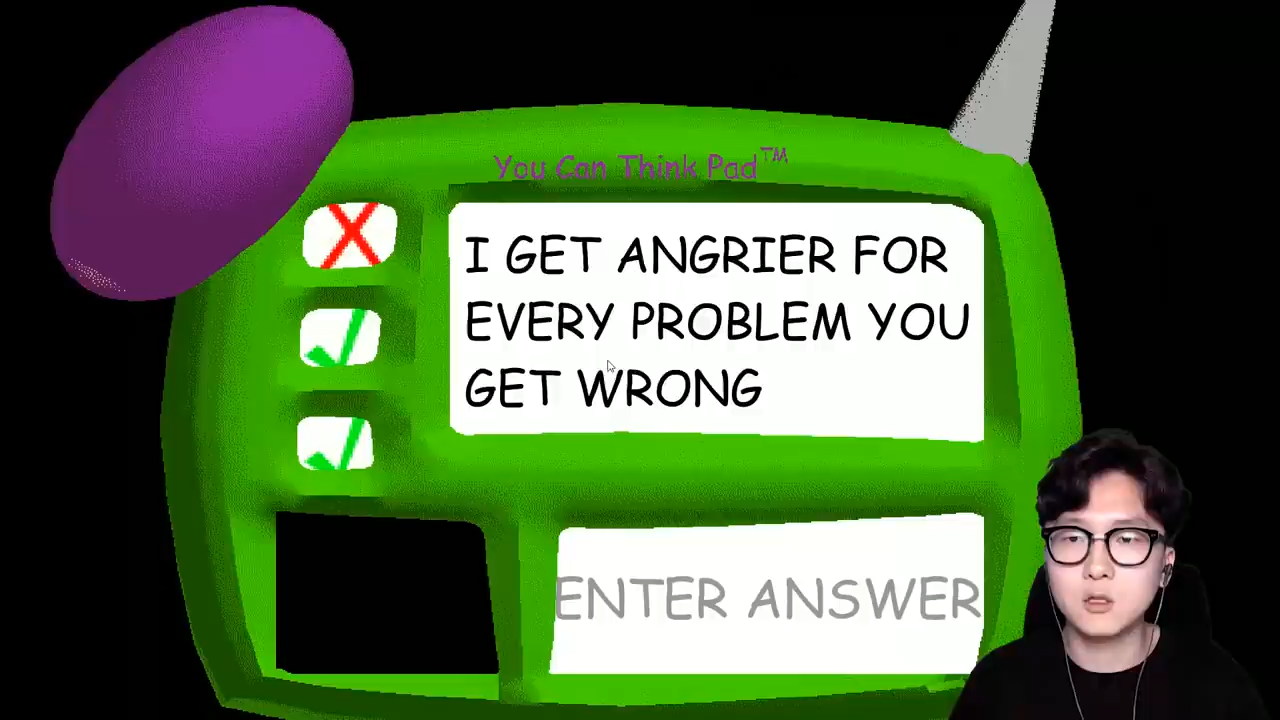 You Can Think Pad™
I GET ANGRIER FOR
EVERY PROBLEM YOU
GET WRONG
ENTER ANSWER